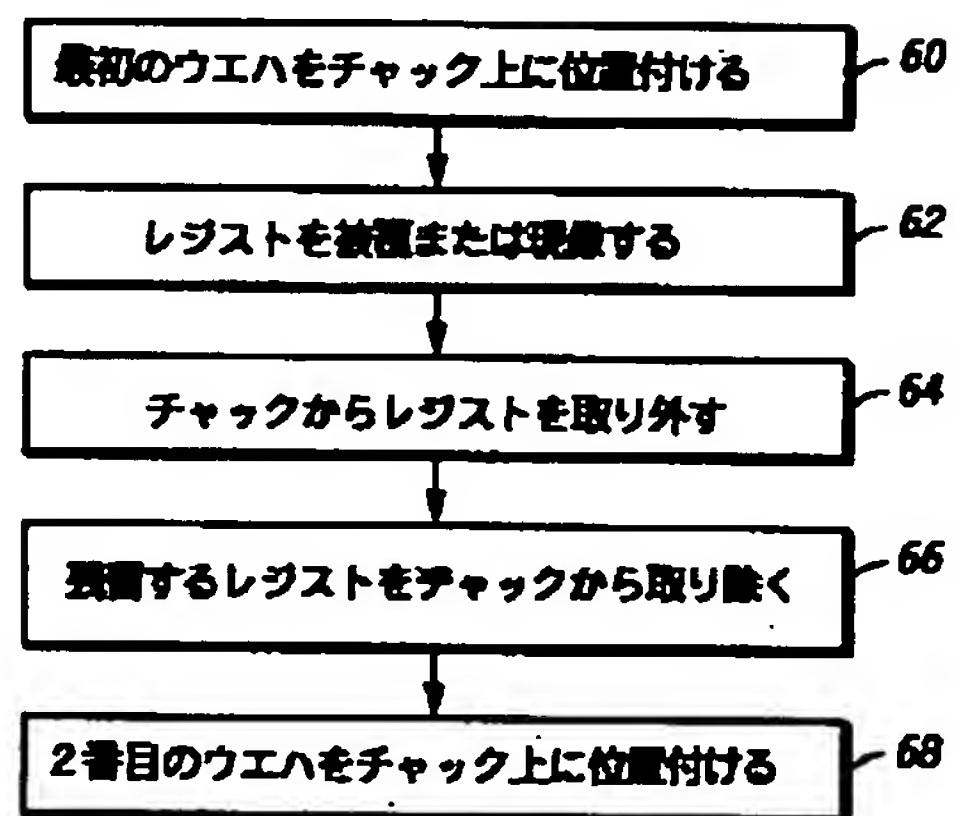 最初のウエハをチャック上に位置付ける
60
レジストを被覆または現像する
62
チャックからレジストを取り外す
64
残留するレジストをチャックから取り除く
66
2番目のウエハをチャック上に位置付ける
68